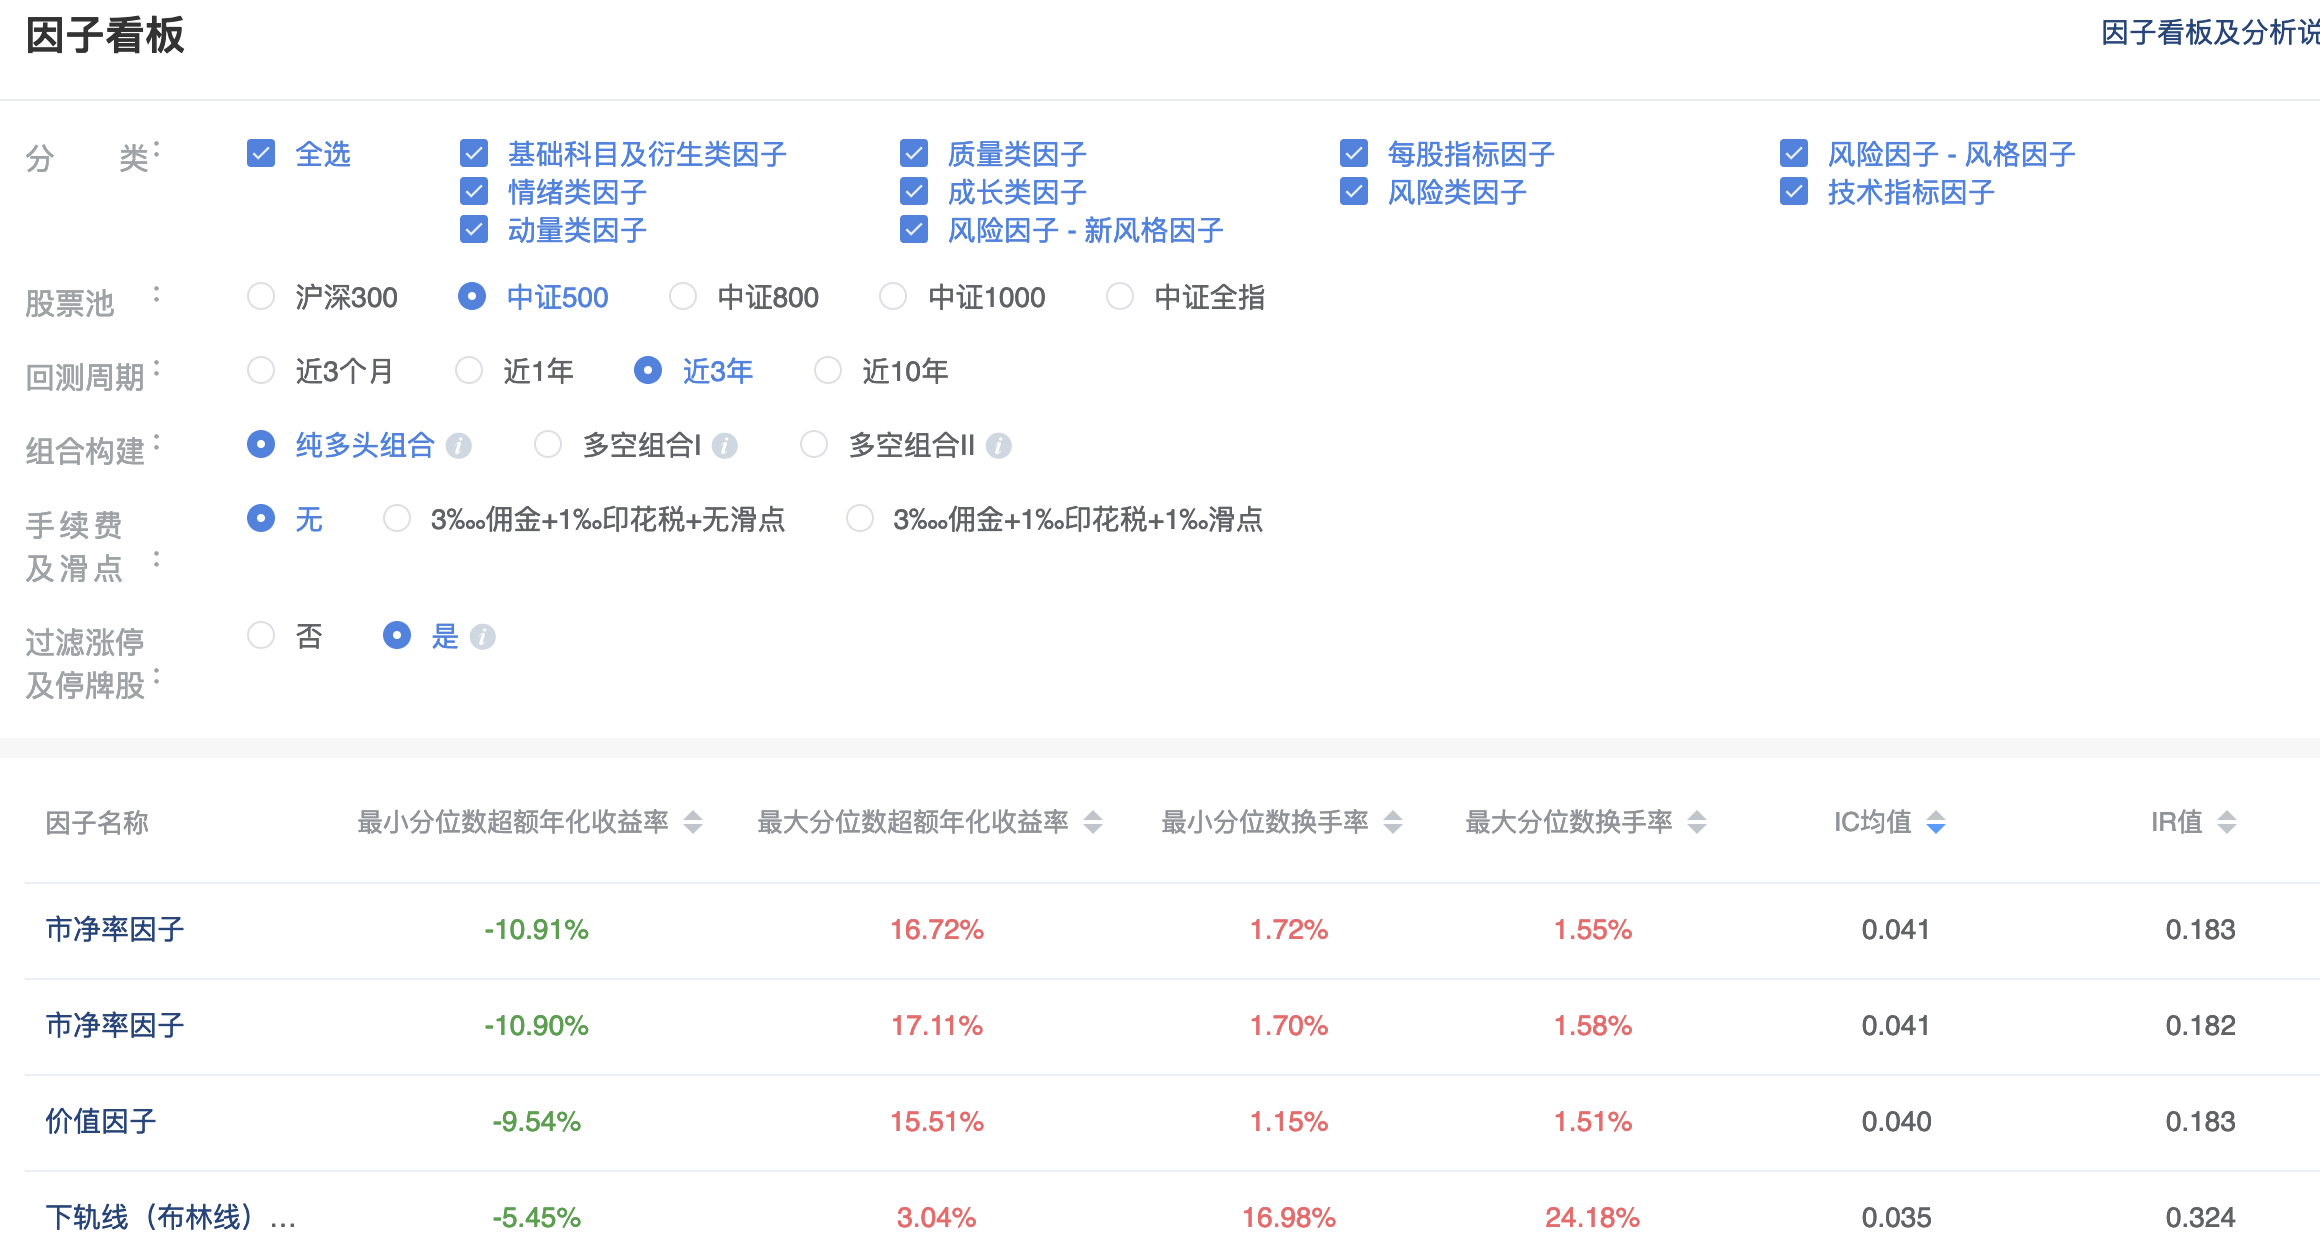 因子看板
因子看板及分析说
分 类：
全选 基础科目及衍生类因子 质量类因子 每股指标因子 风险因子 - 风格因子
情绪类因子 成长类因子 风险类因子 技术指标因子
动量类因子 风险因子 - 新风格因子
股票池 ： 沪深300 中证500 中证800 中证1000 中证全指
回测周期： 近3个月 近1年 近3年 近10年
组合构建： 纯多头组合 i 多空组合I i 多空组合II i
手续费
及滑点 ： 无 3‱佣金+1‰印花税+无滑点 3‱佣金+1‰印花税+1‰滑点
过滤涨停
及停牌股： 否 是 i
因子名称 最小分位数超额年化收益率 最大分位数超额年化收益率 最小分位数换手率 最大分位数换手率 IC均值 IR值
市净率因子 -10.91% 16.72% 1.72% 1.55% 0.041 0.183
市净率因子 -10.90% 17.11% 1.70% 1.58% 0.041 0.182
价值因子 -9.54% 15.51% 1.15% 1.51% 0.040 0.183
下轨线（布林线）... -5.45% 3.04% 16.98% 24.18% 0.035 0.324